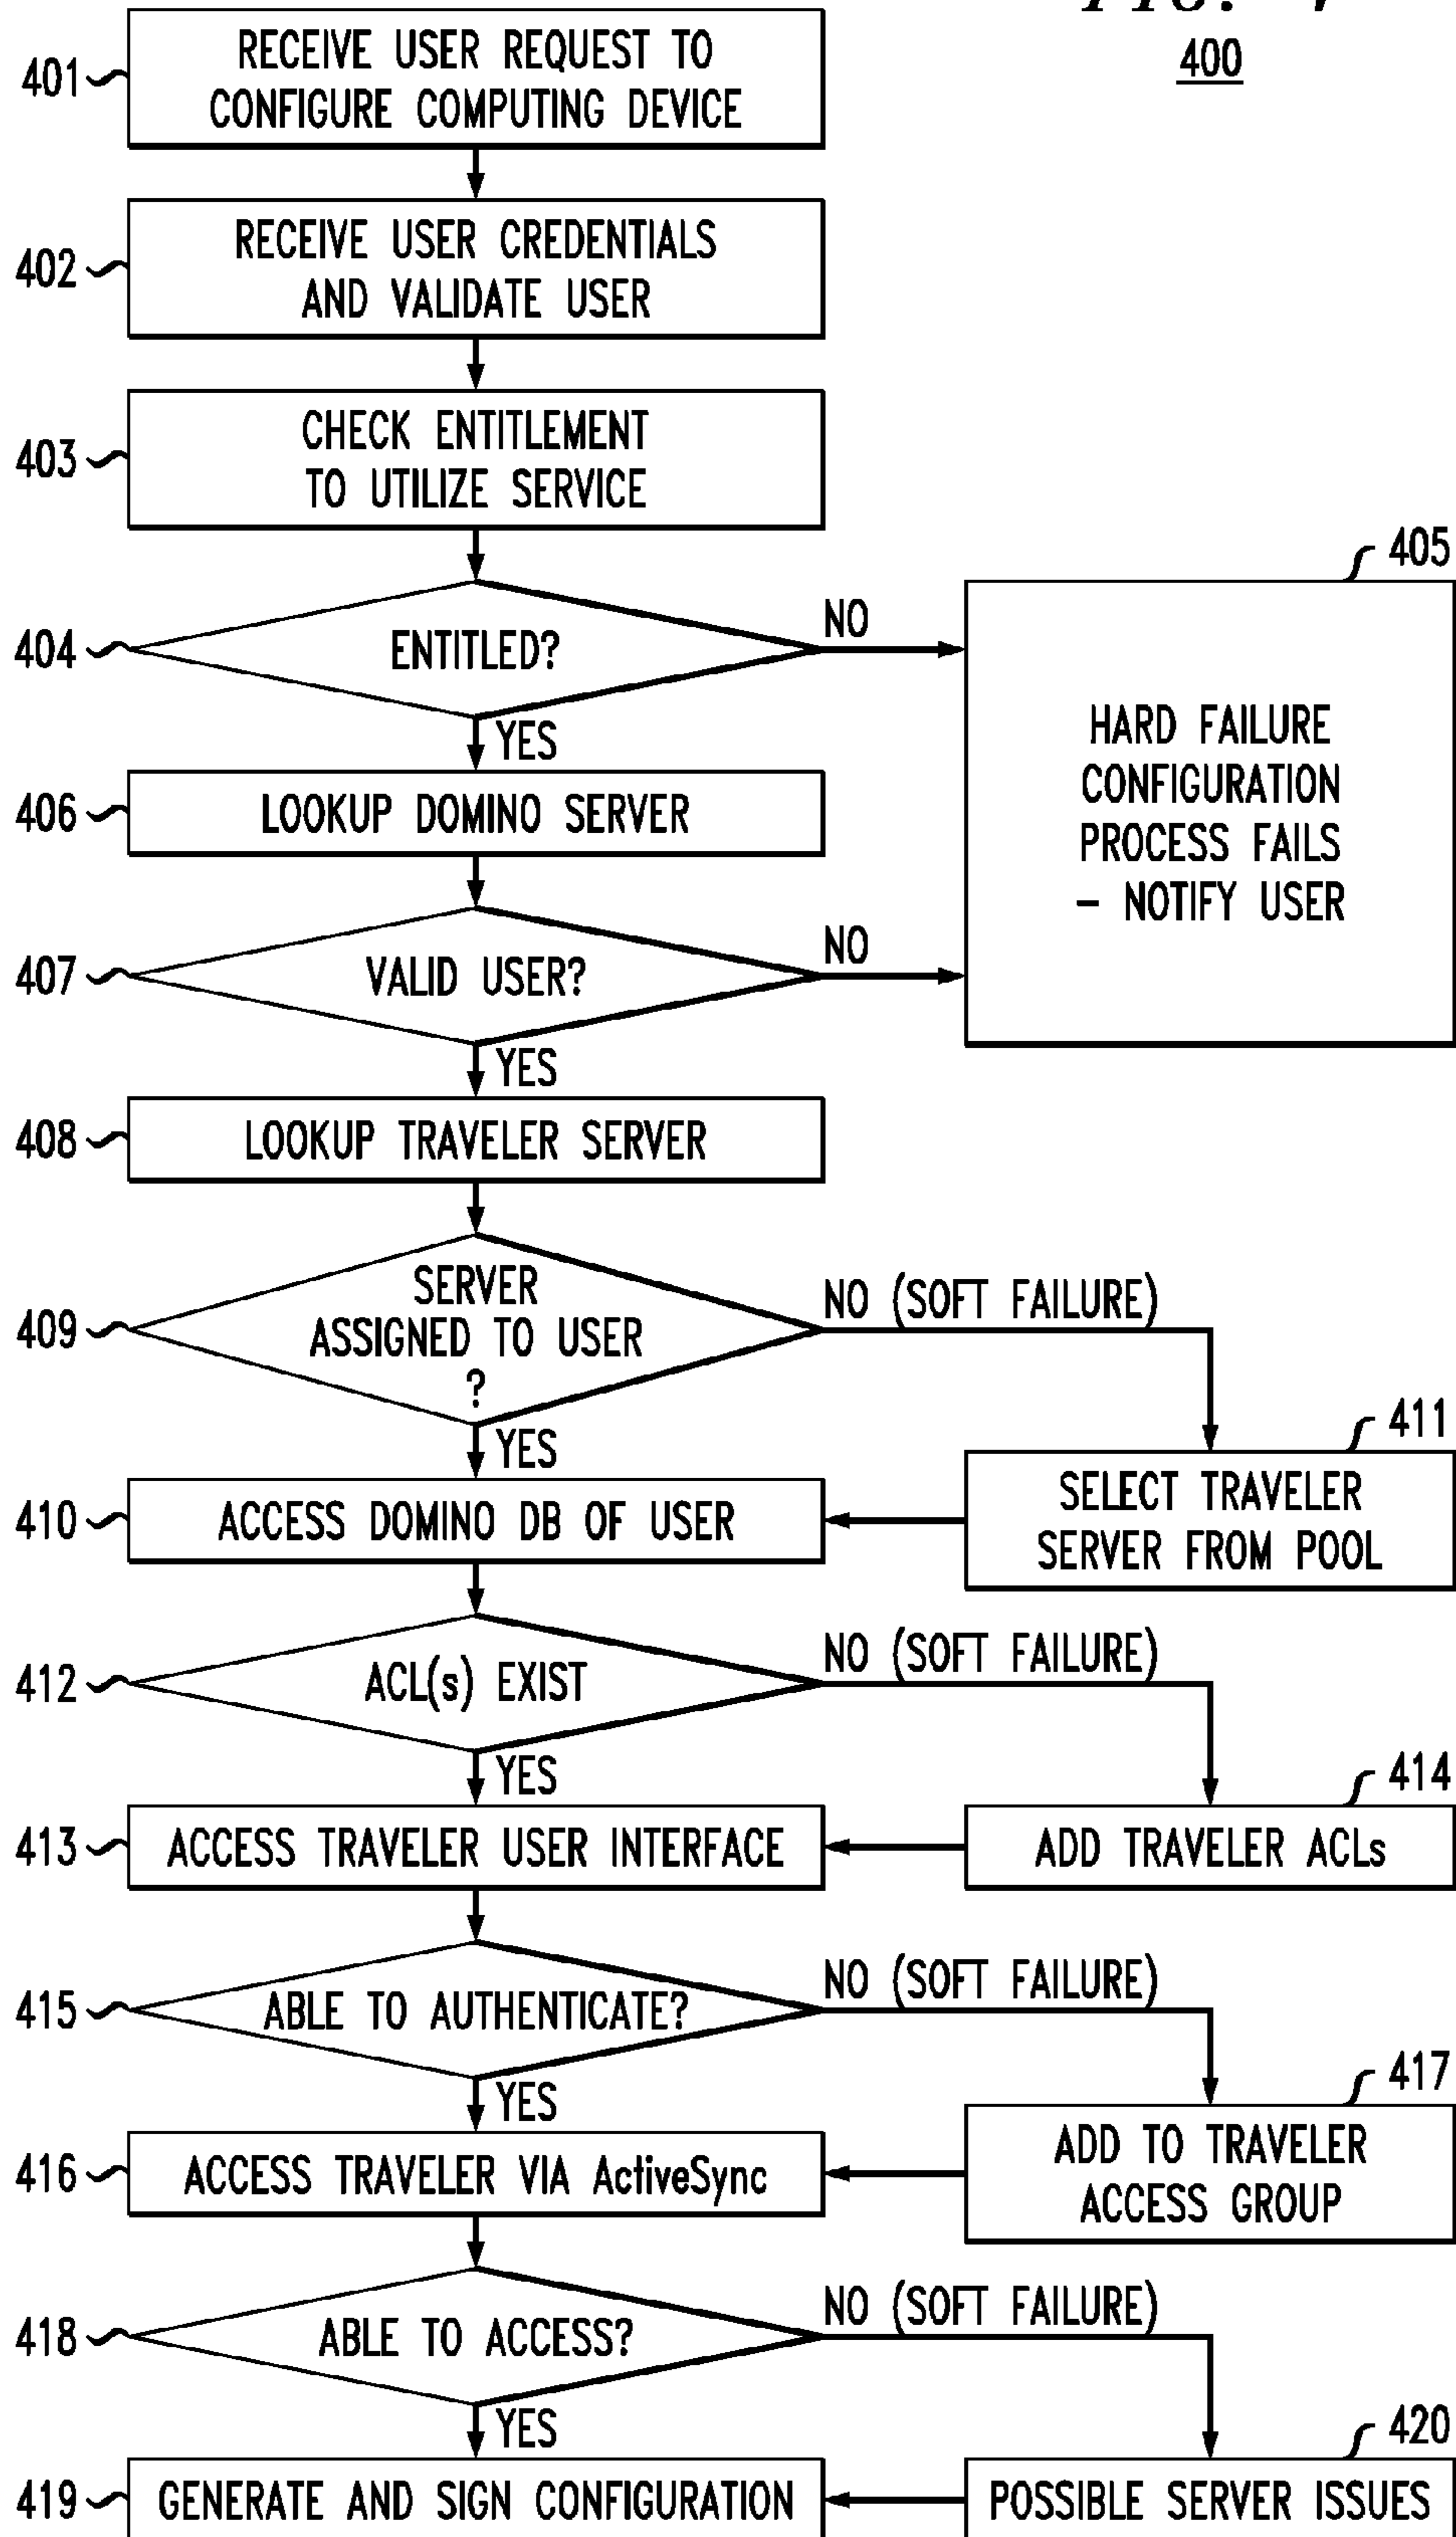 FIG. 4
400
401
RECEIVE USER REQUEST TO
CONFIGURE COMPUTING DEVICE
402
RECEIVE USER CREDENTIALS
AND VALIDATE USER
403
CHECK ENTITLEMENT
TO UTILIZE SERVICE
404
ENTITLED?
NO
YES
405
HARD FAILURE
CONFIGURATION
PROCESS FAILS
– NOTIFY USER
406
LOOKUP DOMINO SERVER
407
VALID USER?
NO
YES
408
LOOKUP TRAVELER SERVER
409
SERVER
ASSIGNED TO USER
?
NO (SOFT FAILURE)
YES
411
SELECT TRAVELER
SERVER FROM POOL
410
ACCESS DOMINO DB OF USER
412
ACL(s) EXIST
NO (SOFT FAILURE)
YES
414
ADD TRAVELER ACLs
413
ACCESS TRAVELER USER INTERFACE
415
ABLE TO AUTHENTICATE?
NO (SOFT FAILURE)
YES
417
ADD TO TRAVELER
ACCESS GROUP
416
ACCESS TRAVELER VIA ActiveSync
418
ABLE TO ACCESS?
NO (SOFT FAILURE)
YES
420
POSSIBLE SERVER ISSUES
419
GENERATE AND SIGN CONFIGURATION